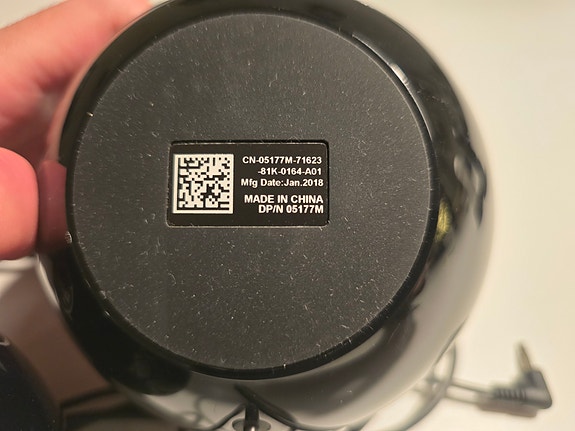 CN-05177M-71623
-81K-0164-A01
Mfg Date:Jan.2018
MADE IN CHINA
DP/N 05177M